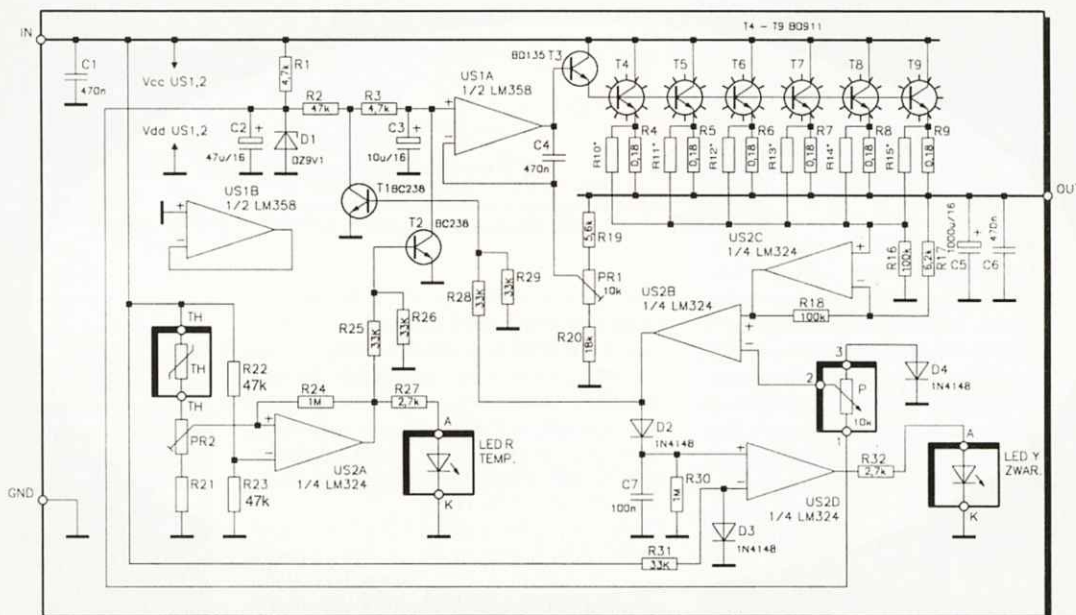 T4 - T9 BD911
IN
C1
470n
Vcc US1,2
Vdd US1,2
R1
4,7k
R2
47k
R3
4,7k
C2
+
47u/16
D1
DZ9V1
C3
+
10u/16
US1A
1/2 LM358
+
−
C4
470n
BD135 T3
T4
T5
T6
T7
T8
T9
R4
R5
R6
R7
R8
R9
R10*
0,18
R11*
0,18
R12*
0,18
R13*
0,18
R14*
0,18
R15*
0,18
OUT
US1B
1/2 LM358
+
−
T1 BC238
T2
BC238
R19
5,6k
PR1
10k
R20
18k
US2C
1/4 LM324
+
−
R16
100k
R17
6,2k
1000u/16
+
C5
470n
C6
R18
100k
US2B
1/4 LM324
+
−
R28
33K
R29
33K
R25
33K
R26
33K
TH
TH
TH
PR2
R21
R22
47k
R23
47k
R24
1M
R27
2,7k
+
−
US2A
1/4 LM324
A
LED R
TEMP.
K
3
2
P
10k
1
D4
1N4148
D2
1N4148
C7
100n
R30
1M
+
−
US2D
1/4 LM324
R32
2,7k
A
LED Y
ZWAR.
K
D3
1N4148
R31
33K
GND